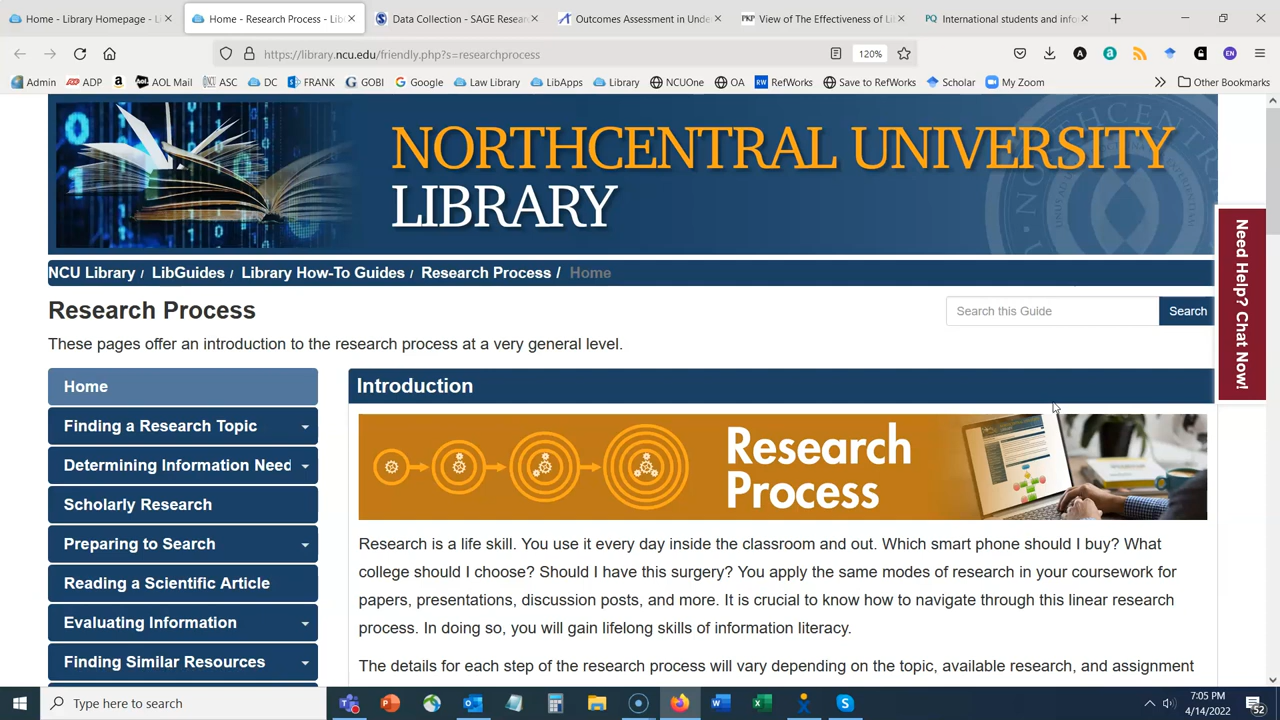 Home - Library Homepage - L
Home - Research Process - Lib
Data Collection - SAGE Resear
Outcomes Assessment in Unde
PKP View of The Effectiveness of Li
PQ International students and info
https://library.ncu.edu/friendly.php?s=researchprocess
120%
A
a
EN
Admin
ADP
AOL Mail
ASC
DC
FRANK
GOBI
Google
Law Library
LibApps
Library
NCUOne
OA
RW RefWorks
Save to RefWorks
Scholar
My Zoom
Other Bookmarks
NORTHCENTRAL UNIVERSITY
LIBRARY
NCU Library / LibGuides / Library How-To Guides / Research Process / Home
Research Process
Search this Guide
Search
These pages offer an introduction to the research process at a very general level.
Need Help? Chat Now!
Home
Finding a Research Topic
Determining Information Need
Scholarly Research
Preparing to Search
Reading a Scientific Article
Evaluating Information
Finding Similar Resources
Introduction
Research
Process
Research is a life skill. You use it every day inside the classroom and out. Which smart phone should I buy? What
college should I choose? Should I have this surgery? You apply the same modes of research in your coursework for
papers, presentations, discussion posts, and more. It is crucial to know how to navigate through this linear research
process. In doing so, you will gain lifelong skills of information literacy.
The details for each step of the research process will vary depending on the topic, available research, and assignment
Type here to search
7:05 PM
4/14/2022
52